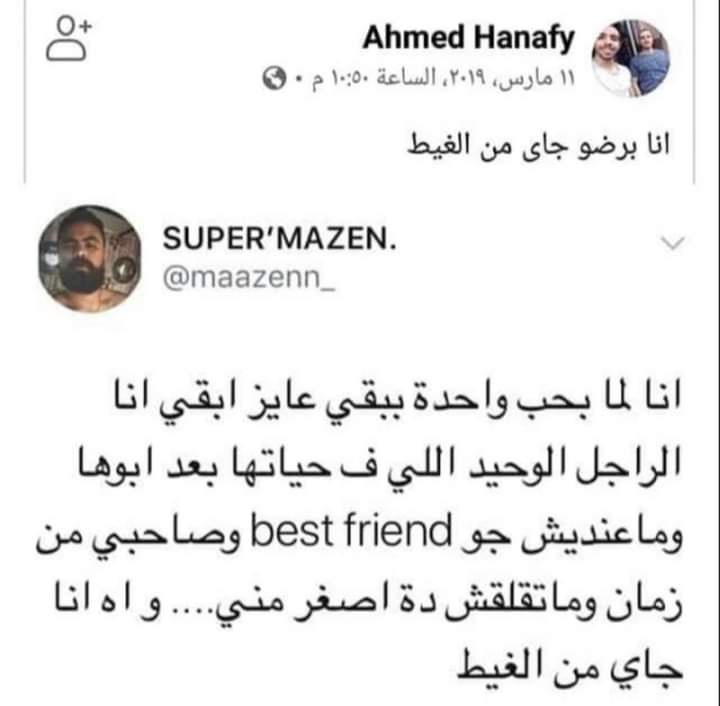 Ahmed Hanafy
١١ مارس، ٢٠١٩، الساعة ١٠:٥٠ م •
انا برضو جاى من الغيط
SUPER'MAZEN.
@maazenn_
انا لما بحب واحدة ببقي عايز ابقي انا
الراجل الوحيد اللي ف حياتها بعد ابوها
وماعنديش جو best friend وصاحبي من
زمان وماتقلقش دة اصغر مني.... و اه انا
جاي من الغيط